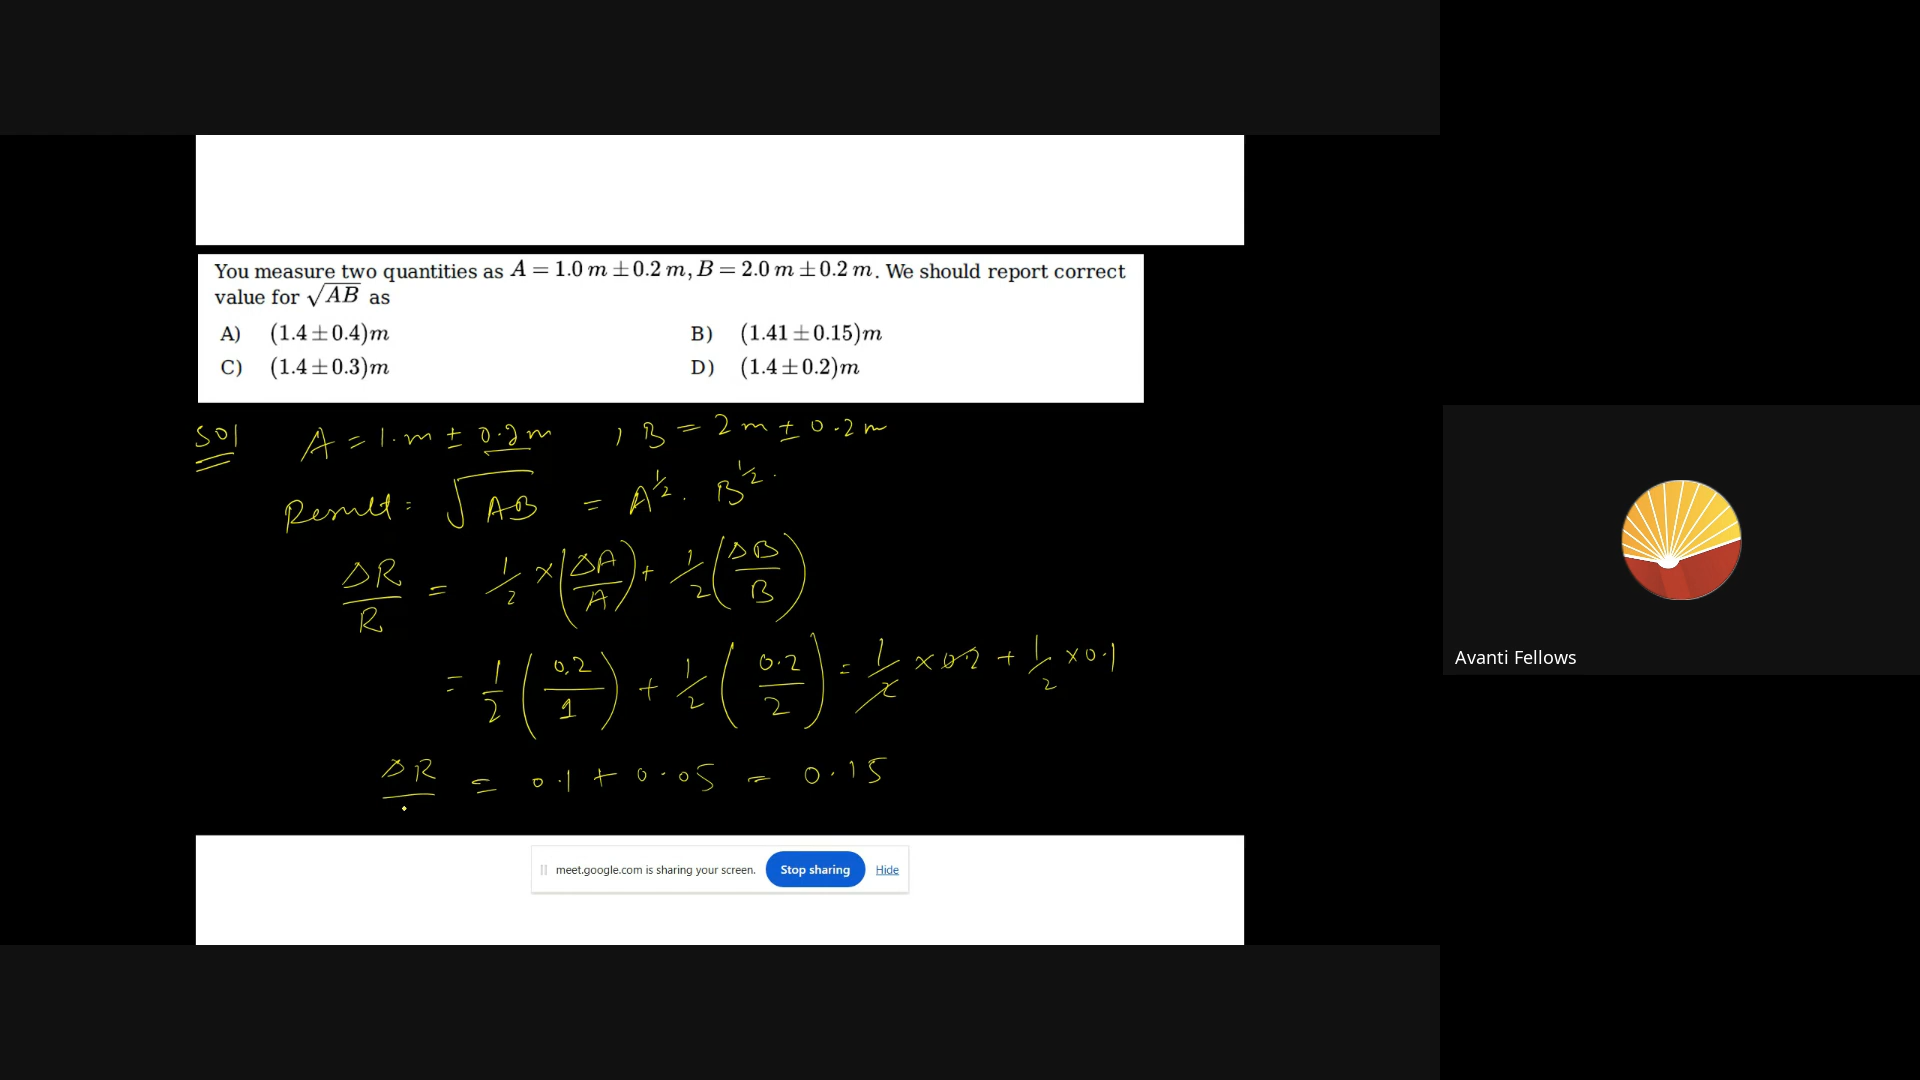 You measure two quantities as A = 1.0 m ± 0.2 m, B = 2.0 m ± 0.2 m. We should report correct
value for √AB as
A) (1.4 ± 0.4)m B) (1.41 ± 0.15)m
C) (1.4 ± 0.3)m D) (1.4 ± 0.2)m
Sol A = 1. m ± 0.2m , B = 2 m ± 0.2 m
Result: √AB = A^½ . B^½ .
ΔR/R = 1/2 × (ΔA/A) + 1/2 (ΔB/B)
= 1/2 (0.2/1) + 1/2 (0.2/2) = 1/2 × 0.2 + 1/2 × 0.1
ΔR = 0.1 + 0.05 = 0.15
Avanti Fellows
meet.google.com is sharing your screen. Stop sharing Hide